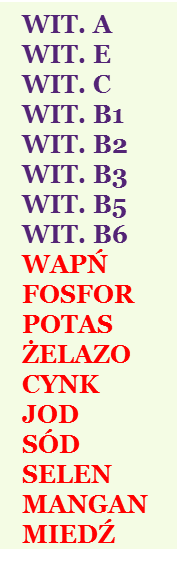 WIT. A
WIT. E
WIT. C
WIT. B1
WIT. B2
WIT. B3
WIT. B5
WIT. B6
WAPŃ
FOSFOR
POTAS
ŻELAZO
CYNK
JOD
SÓD
SELEN
MANGAN
MIEDŹ